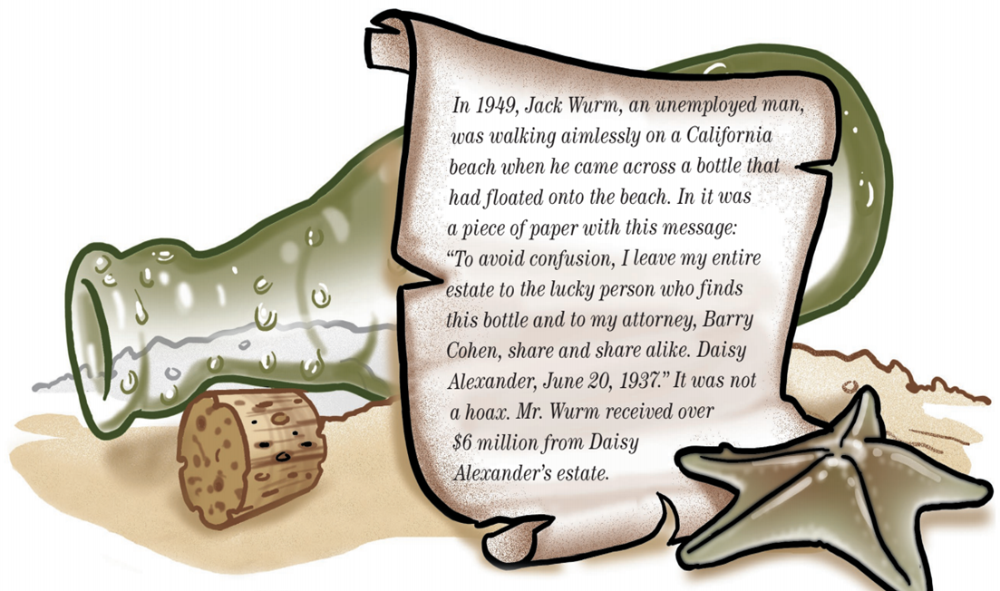 In 1949, Jack Wurm, an unemployed man,
was walking aimlessly on a California
beach when he came across a bottle that
had floated onto the beach. In it was
a piece of paper with this message:
“To avoid confusion, I leave my entire
estate to the lucky person who finds
this bottle and to my attorney, Barry
Cohen, share and share alike. Daisy
Alexander, June 20, 1937.” It was not
a hoax. Mr. Wurm received over
$6 million from Daisy
Alexander’s estate.